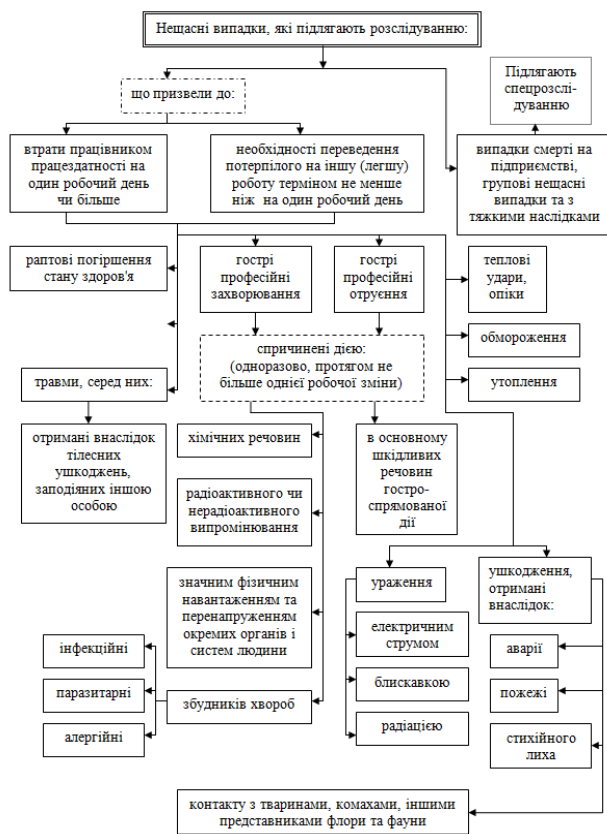 Нещасні випадки, які підлягають розслідуванню:
Підлягають
спецрозслі-
дуванню
що призвели до:
втрати працівником
працездатності на
один робочий день
чи більше
необхідності переведення
потерпілого на іншу (легшу)
роботу терміном не менше
ніж на один робочий день
випадки смерті на
підприємстві,
групові нещасні
випадки та з
тяжкими наслідками
раптові погіршення
стану здоров'я
гострі
професійні
захворювання
гострі
професійні
отруєння
теплові
удари,
опіки
обмороження
утоплення
спричинені дією:
(одноразово, протягом не
більше однієї робочої зміни)
травми, серед них:
отримані внаслідок
тілесних
ушкоджень,
заподіяних іншою
особою
хімічних речовин
в основному
шкідливих
речовин
гостро-
спрямованої
дії
радіоактивного чи
нерадіоактивного
випромінювання
значним фізичним
навантаженням та
перенапруженням
окремих органів і
систем людини
збудників хвороб
інфекційні
паразитарні
алергійні
ураження
електричним
струмом
блискавкою
радіацією
ушкодження,
отримані
внаслідок:
аварії
пожежі
стихійного
лиха
контакту з тваринами, комахами, іншими
представниками флори та фауни